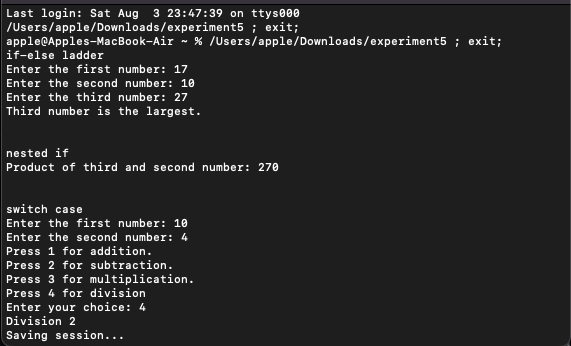 Last login: Sat Aug  3 23:47:39 on ttys000
/Users/apple/Downloads/experiment5 ; exit;
apple@Apples-MacBook-Air ~ % /Users/apple/Downloads/experiment5 ; exit;
if-else ladder
Enter the first number: 17
Enter the second number: 10
Enter the third number: 27
Third number is the largest.
nested if
Product of third and second number: 270
switch case
Enter the first number: 10
Enter the second number: 4
Press 1 for addition.
Press 2 for subtraction.
Press 3 for multiplication.
Press 4 for division
Enter your choice: 4
Division 2
Saving session...